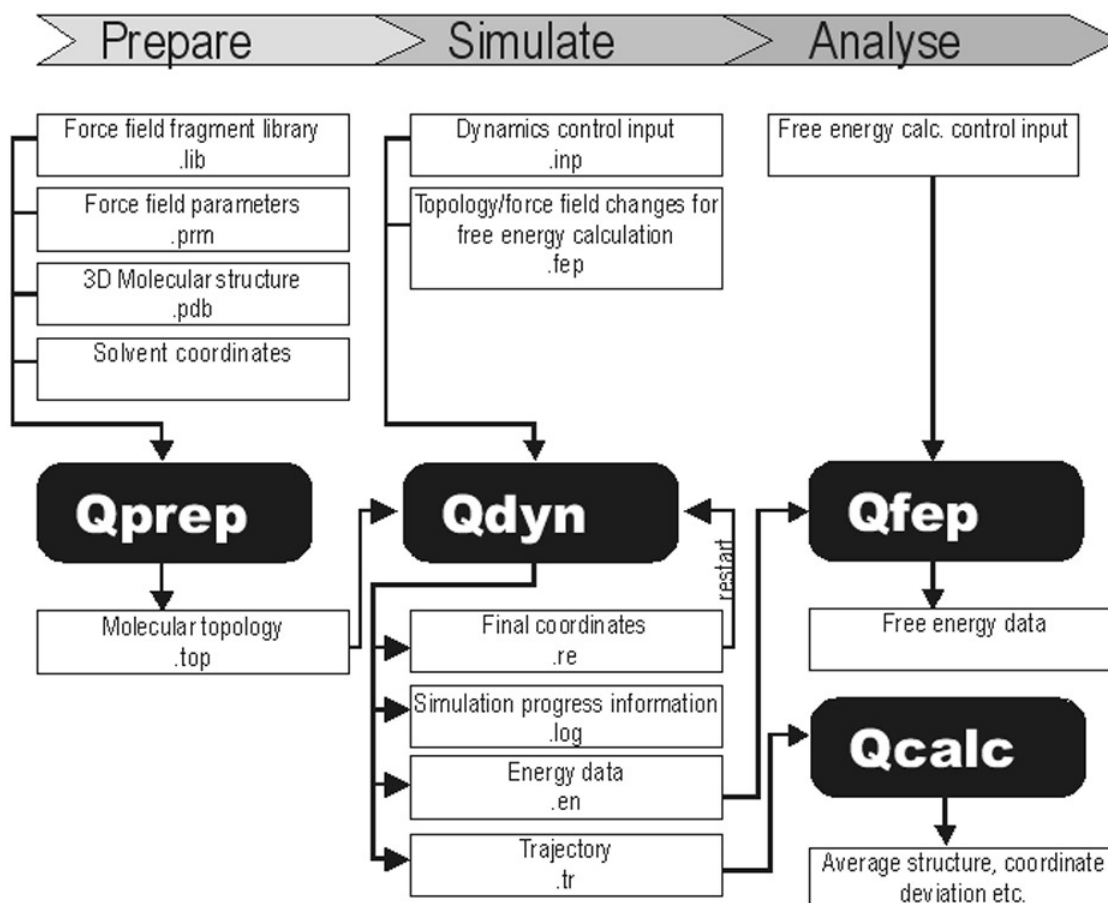 Prepare
Simulate
Analyse
Force field fragment library
.lib
Force field parameters
.prm
3D Molecular structure
.pdb
Solvent coordinates
Dynamics control input
.inp
Topology/force field changes for
free energy calculation
.fep
Free energy calc. control input
Qprep
Qdyn
Qfep
restart
Molecular topology
.top
Final coordinates
.re
Simulation progress information
.log
Energy data
.en
Trajectory
.tr
Free energy data
Qcalc
Average structure, coordinate
deviation etc.